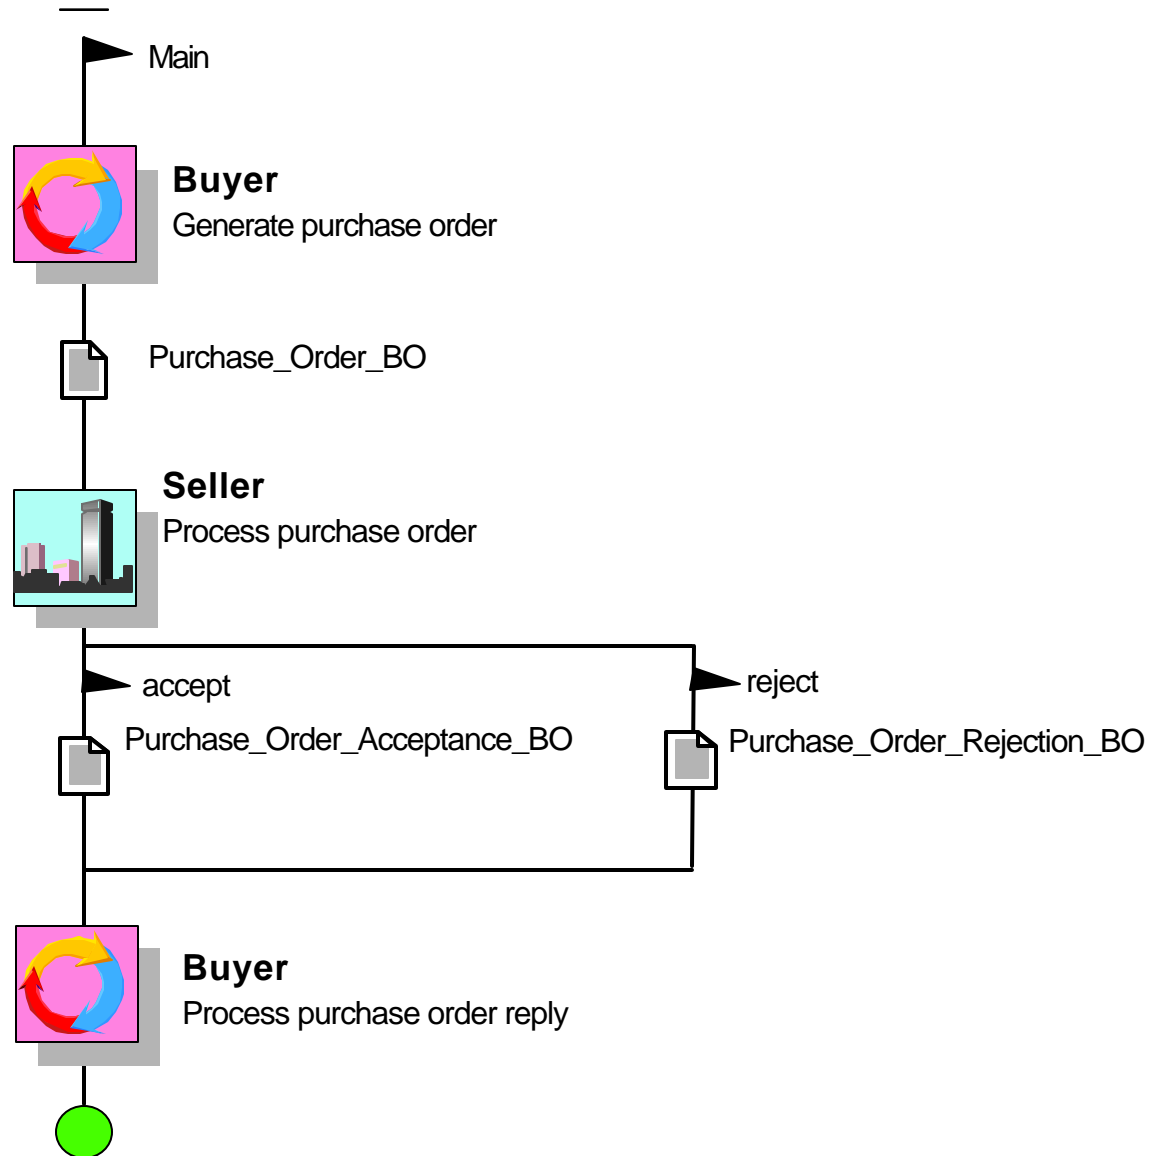 Main
Buyer
Generate purchase order
Purchase_Order_BO
Seller
Process purchase order
accept
reject
Purchase_Order_Acceptance_BO
Purchase_Order_Rejection_BO
Buyer
Process purchase order reply